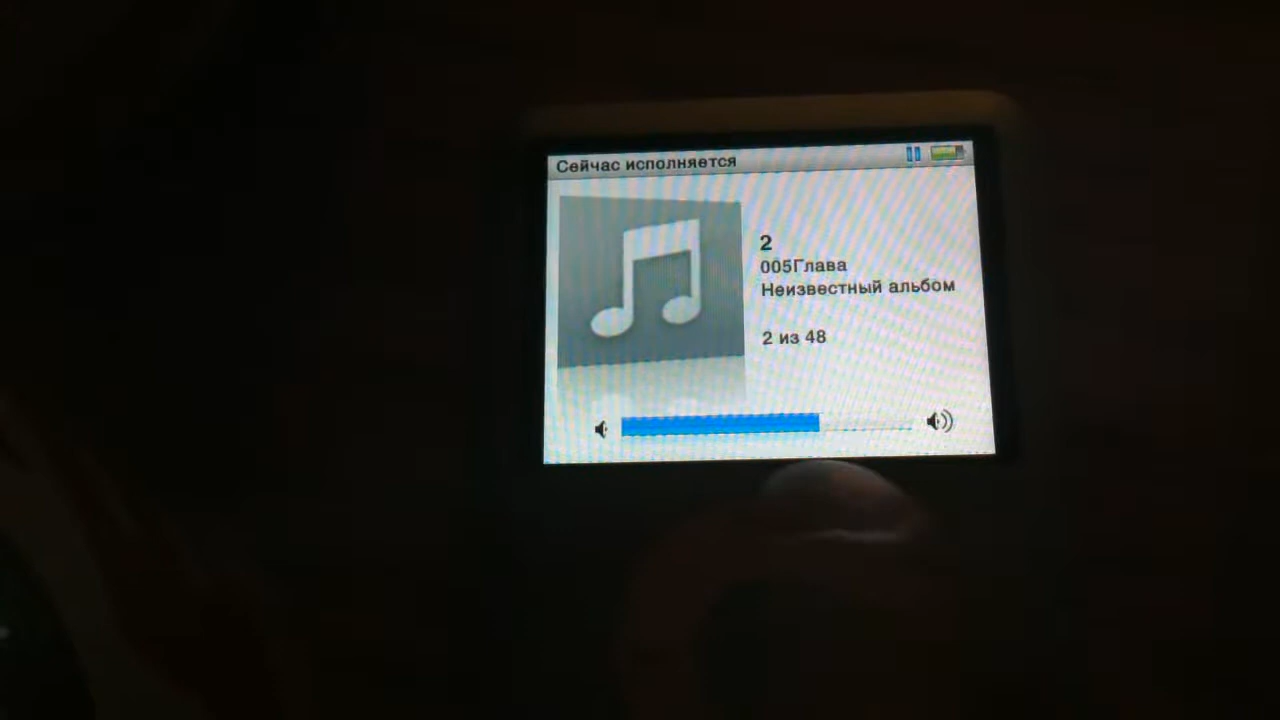 Сейчас исполняется
2
005Глава
Неизвестный альбом
2 из 48